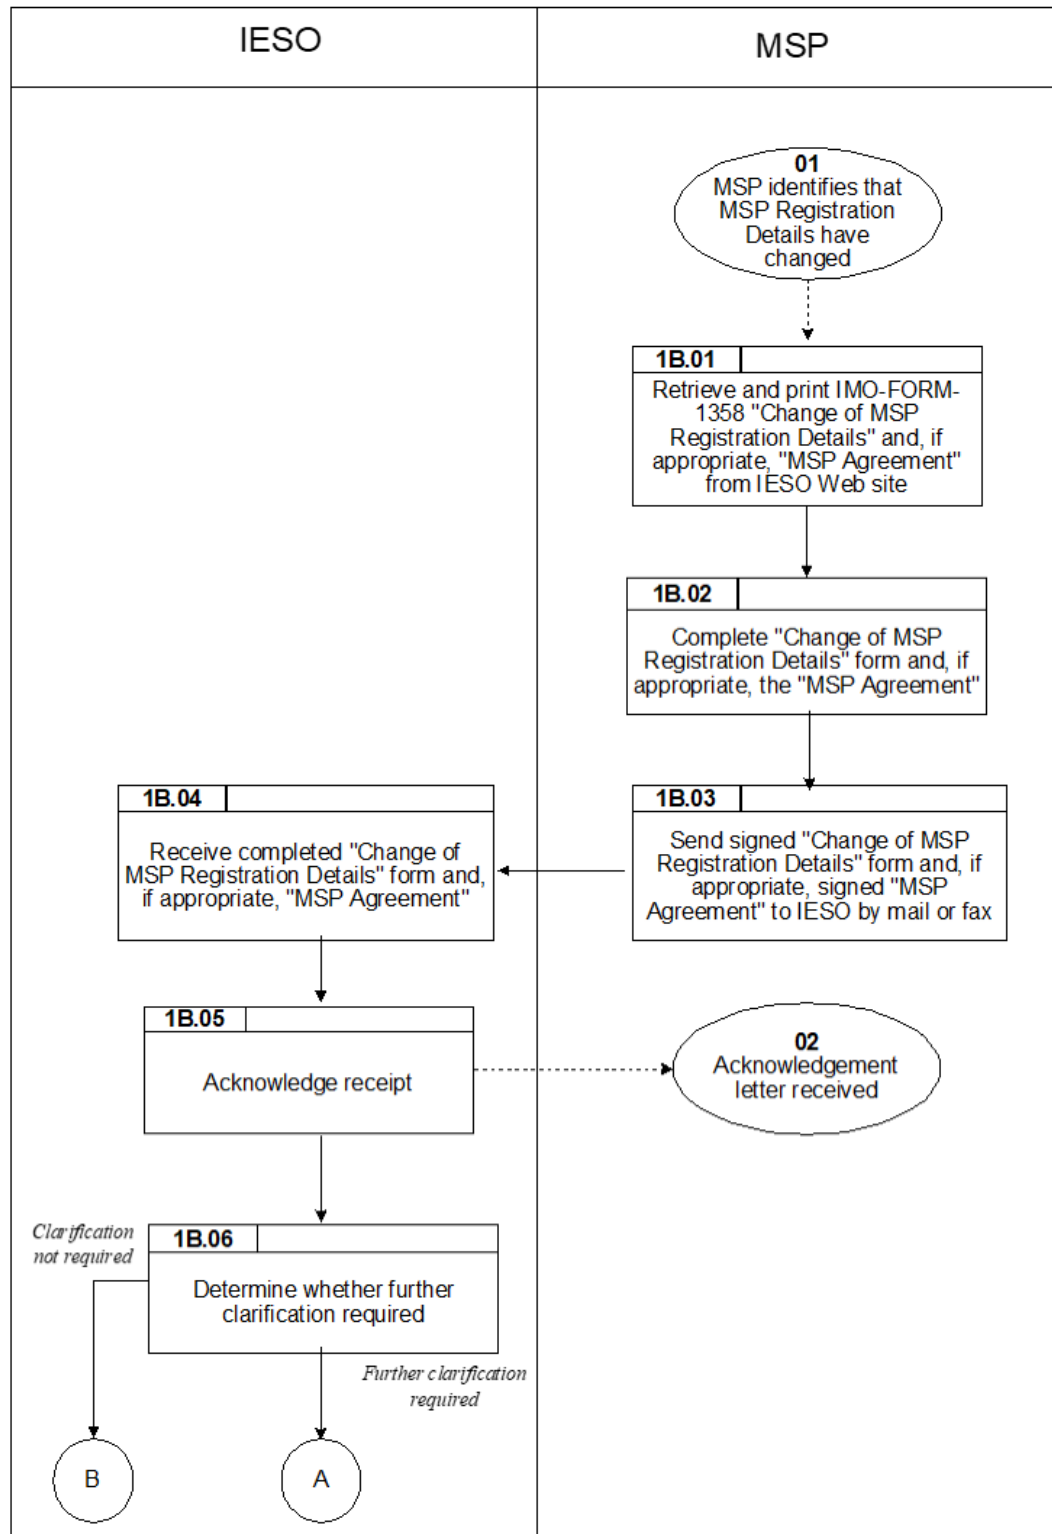 IESO
MSP
01
MSP identifies that
MSP Registration
Details have
changed
1B.01
Retrieve and print IMO-FORM-
1358 "Change of MSP
Registration Details" and, if
appropriate, "MSP Agreement"
from IESO Web site
1B.02
Complete "Change of MSP
Registration Details" form and, if
appropriate, the "MSP Agreement"
1B.03
Send signed "Change of MSP
Registration Details" form and, if
appropriate, signed "MSP
Agreement" to IESO by mail or fax
1B.04
Receive completed "Change of
MSP Registration Details" form and,
if appropriate, "MSP Agreement"
1B.05
Acknowledge receipt
02
Acknowledgement
letter received
1B.06
Determine whether further
clarification required
Clarification
not required
Further clarification
required
B
A